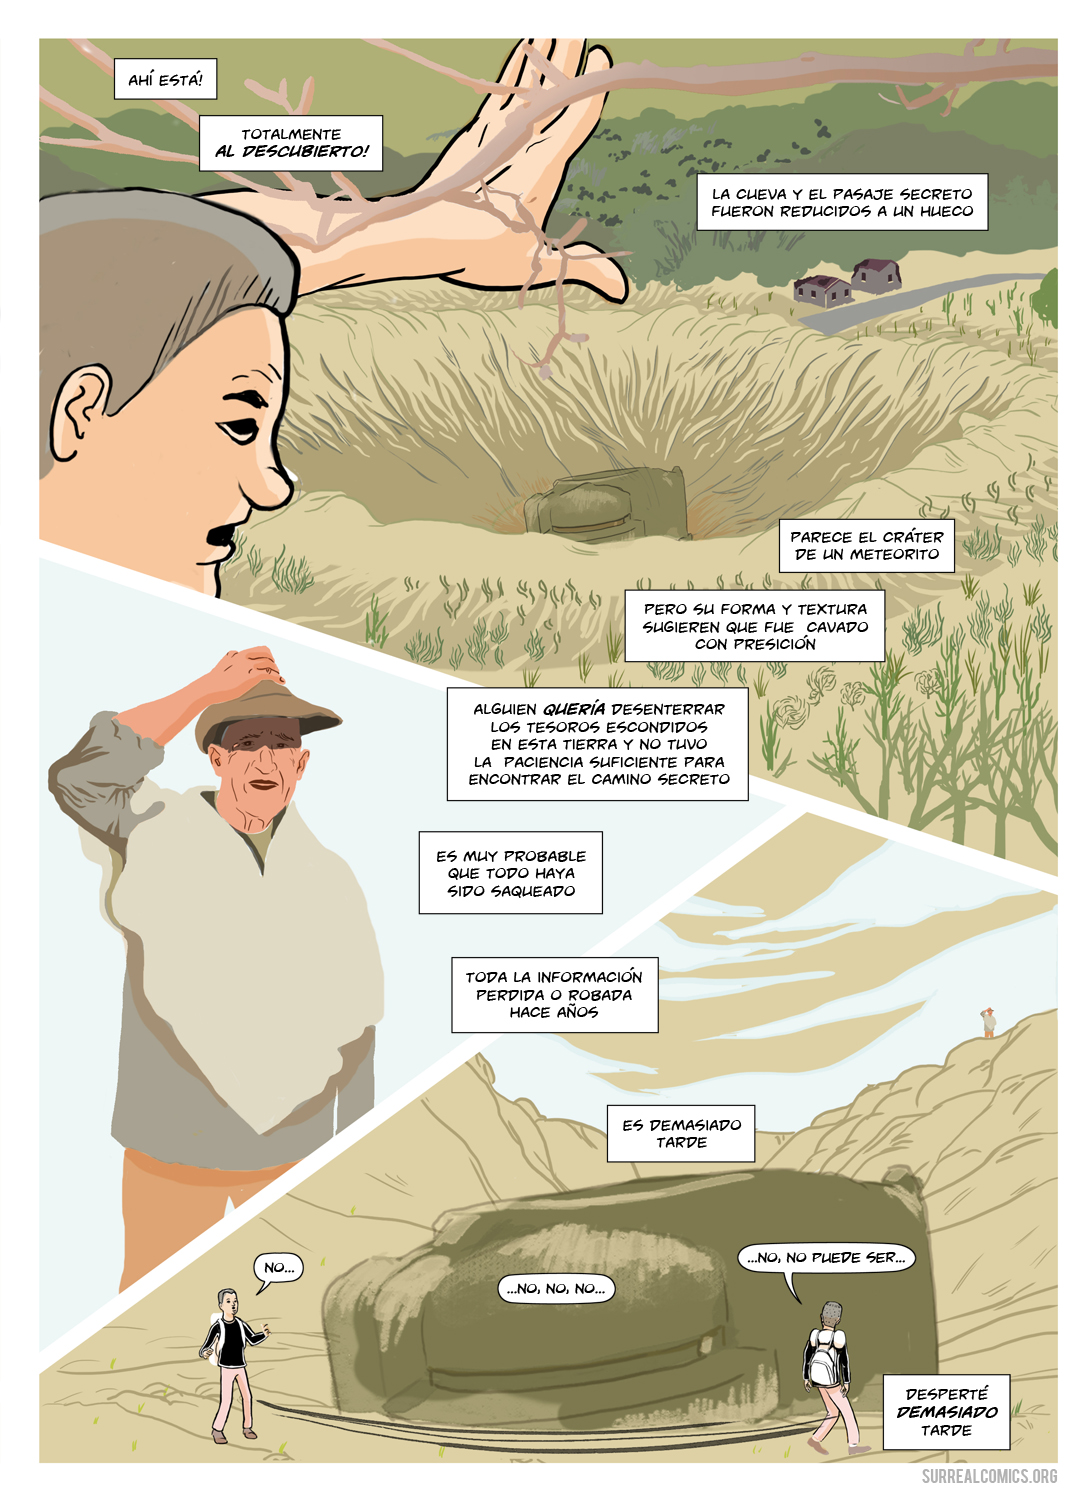 AHÍ ESTÁ!
TOTALMENTE
AL DESCUBIERTO!
LA CUEVA Y EL PASAJE SECRETO
FUERON REDUCIDOS A UN HUECO
PARECE EL CRÁTER
DE UN METEORITO
PERO SU FORMA Y TEXTURA
SUGIEREN QUE FUE CAVADO
CON PRESICIÓN
ALGUIEN QUERÍA DESENTERRAR
LOS TESOROS ESCONDIDOS
EN ESTA TIERRA Y NO TUVO
LA PACIENCIA SUFICIENTE PARA
ENCONTRAR EL CAMINO SECRETO
ES MUY PROBABLE
QUE TODO HAYA
SIDO SAQUEADO
TODA LA INFORMACIÓN
PERDIDA O ROBADA
HACE AÑOS
ES DEMASIADO
TARDE
NO...
...NO, NO, NO...
...NO, NO PUEDE SER...
DESPERTÉ
DEMASIADO
TARDE
SURREALCOMICS.ORG